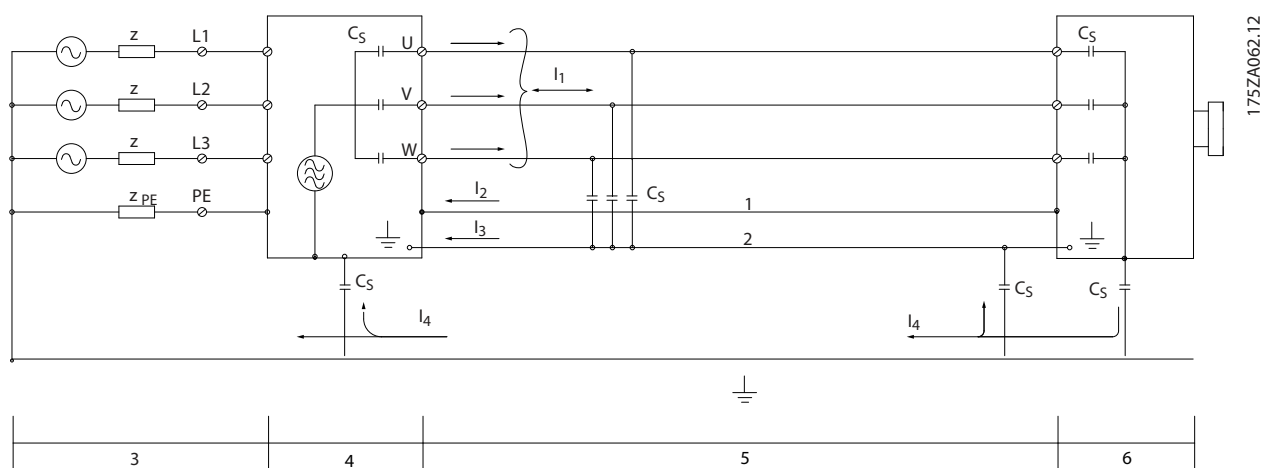 z L1 C_S U C_S
I_1
z L2 V
z L3 W
z_PE PE I_2 C_S 1
I_3 2
C_S C_S C_S
I_4 I_4
3 4 5 6
175ZA062.12